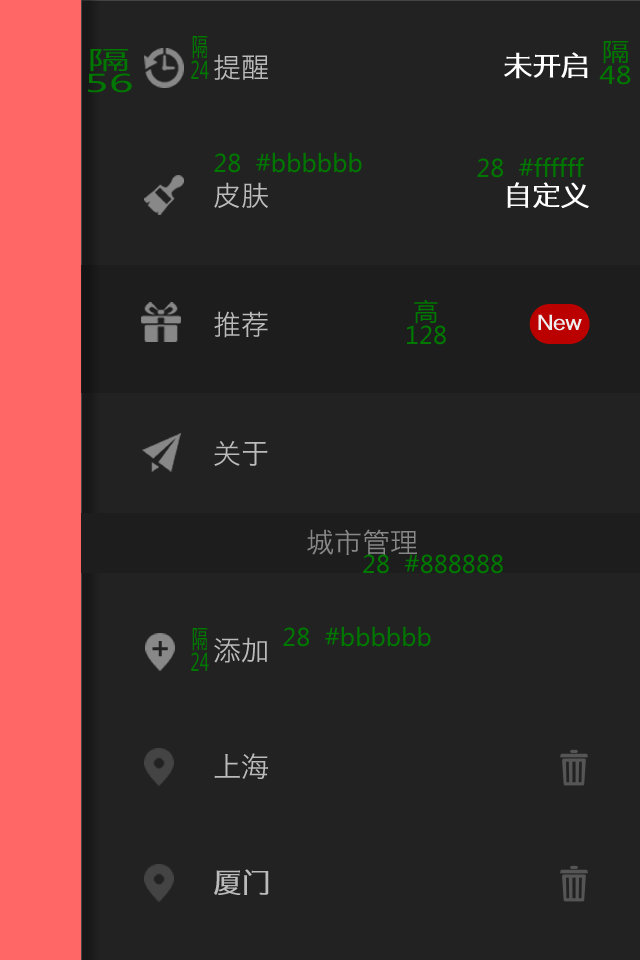 隔
56
隔
24
提醒
未开启
隔
48
28 #bbbbbb
28 #ffffff
皮肤
自定义
推荐
高
128
New
关于
城市管理
28 #888888
隔
24
添加
28 #bbbbbb
上海
厦门